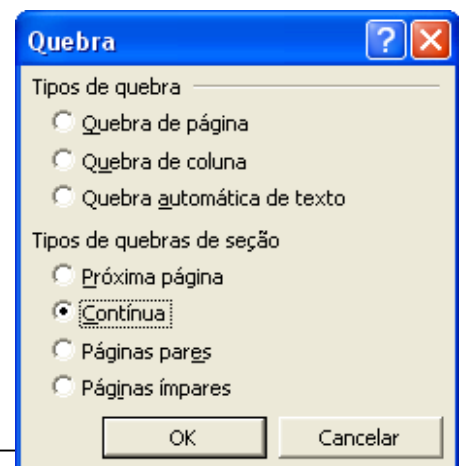 Quebra
Tipos de quebra
Quebra de página
Quebra de coluna
Quebra automática de texto
Tipos de quebras de seção
Próxima página
Contínua
Páginas pares
Páginas ímpares
OK Cancelar